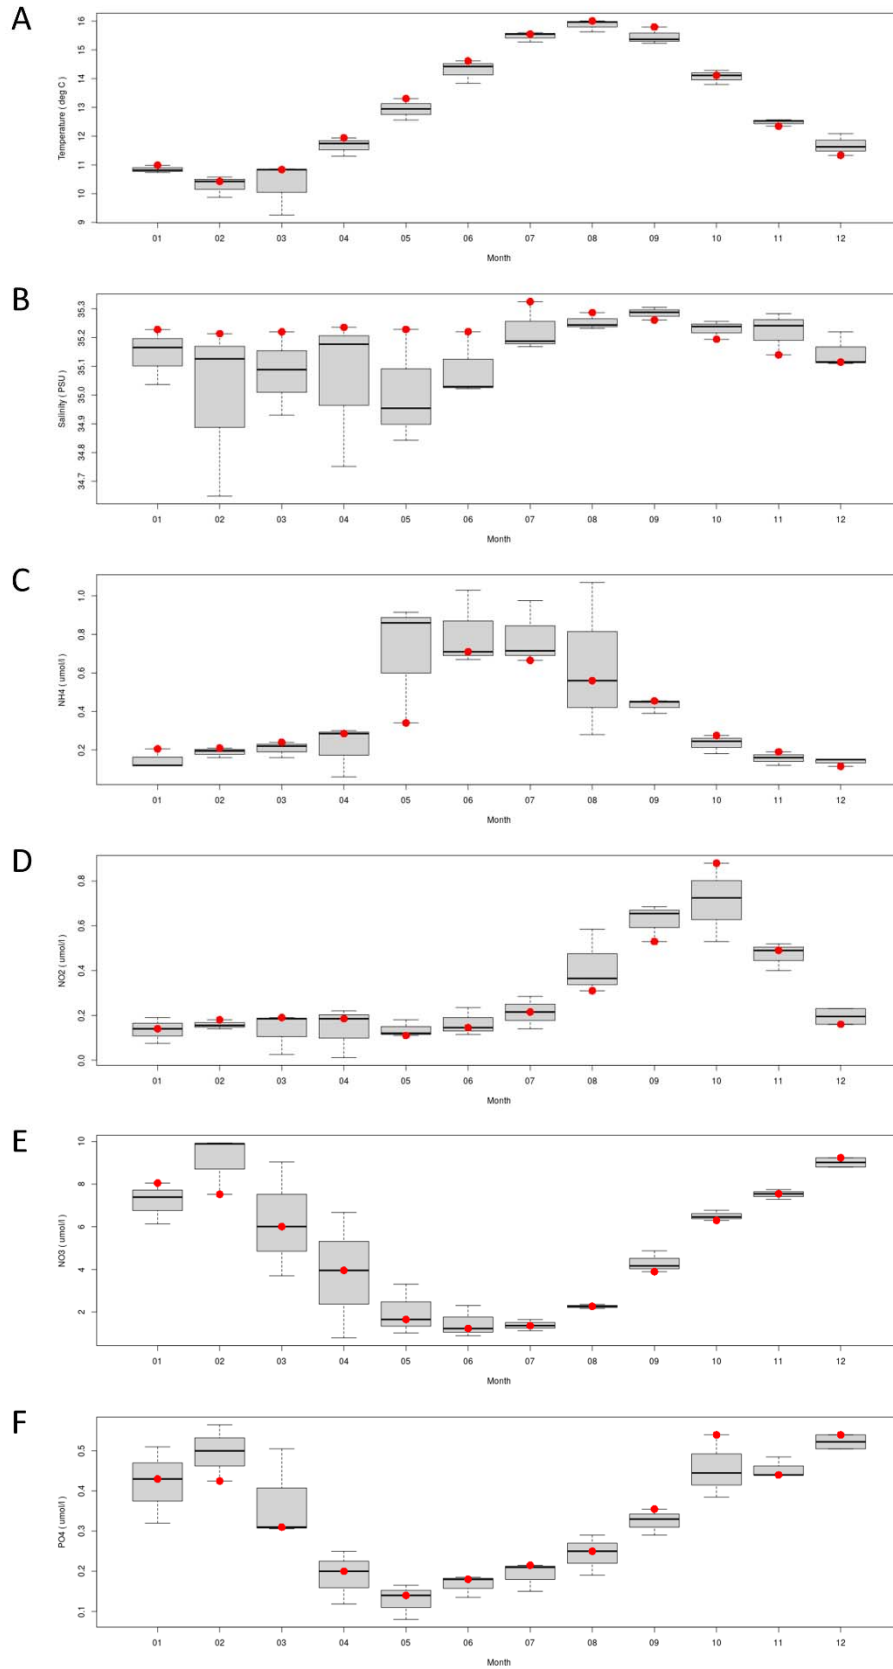 A
Temperature ( deg C )
16
15
14
13
12
11
10
9
01 02 03 04 05 06 07 08 09 10 11 12
Month
B
Salinity ( PSU )
35.3
35.2
35.1
35.0
34.9
34.8
34.7
01 02 03 04 05 06 07 08 09 10 11 12
Month
C
NH4 ( umol/l )
1.0
0.8
0.6
0.4
0.2
01 02 03 04 05 06 07 08 09 10 11 12
Month
D
NO2 ( umol/l )
0.8
0.6
0.4
0.2
0.0
01 02 03 04 05 06 07 08 09 10 11 12
Month
E
NO3 ( umol/l )
10
8
6
4
2
01 02 03 04 05 06 07 08 09 10 11 12
Month
F
PO4 ( umol/l )
0.5
0.4
0.3
0.2
0.1
01 02 03 04 05 06 07 08 09 10 11 12
Month